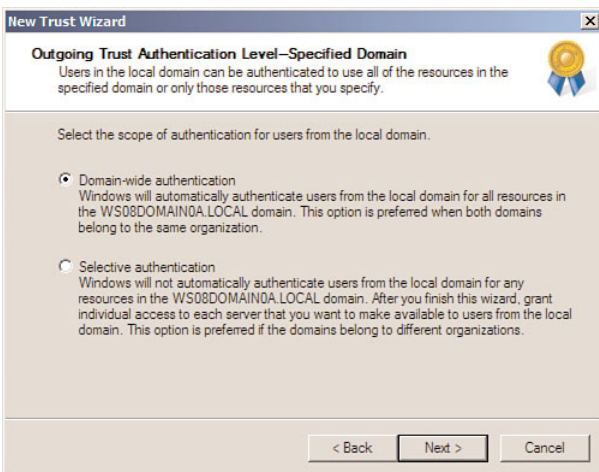 New Trust Wizard
Outgoing Trust Authentication Level–Specified Domain
Users in the local domain can be authenticated to use all of the resources in the
specified domain or only those resources that you specify.
Select the scope of authentication for users from the local domain.
Domain-wide authentication
Windows will automatically authenticate users from the local domain for all resources in
the WS08DOMAIN0A.LOCAL domain. This option is preferred when both domains
belong to the same organization.
Selective authentication
Windows will not automatically authenticate users from the local domain for any
resources in the WS08DOMAIN0A.LOCAL domain. After you finish this wizard, grant
individual access to each server that you want to make available to users from the local
domain. This option is preferred if the domains belong to different organizations.
< Back Next > Cancel